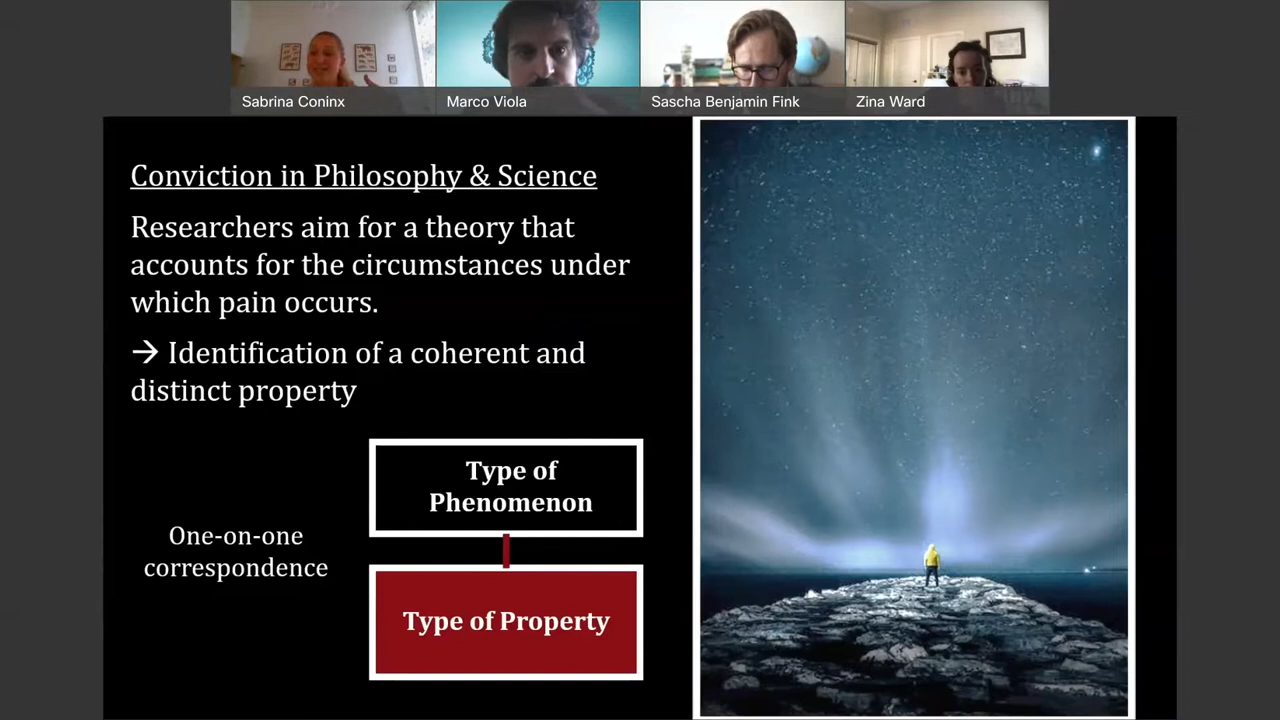 Sabrina Coninx
Marco Viola
Sascha Benjamin Fink
Zina Ward
Conviction in Philosophy & Science
Researchers aim for a theory that
accounts for the circumstances under
which pain occurs.
→ Identification of a coherent and
distinct property
Type of
Phenomenon
One-on-one
correspondence
Type of Property